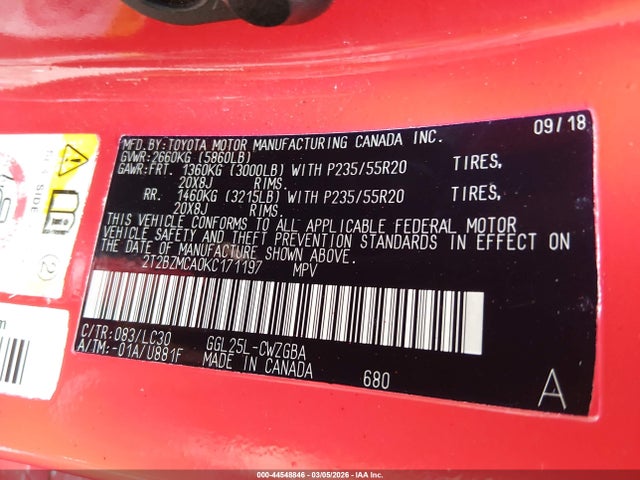 MFD. BY: TOYOTA MOTOR MANUFACTURING CANADA INC. 09/18
GVWR: 2660KG (5860LB)
GAWR: FRT. 1360KG (3000LB) WITH P235/55R20 TIRES,
20X8J RIMS.
RR. 1460KG (3215LB) WITH P235/55R20 TIRES,
20X8J RIMS.
THIS VEHICLE CONFORMS TO ALL APPLICABLE FEDERAL MOTOR
VEHICLE SAFETY AND THEFT PREVENTION STANDARDS IN EFFECT ON
THE DATE OF MANUFACTURE SHOWN ABOVE.
2T2BZMCA0KC171197 MPV
C/TR: 083/LC30 GGL25L-CWZGBA
A/TM: -01A/U881F MADE IN CANADA 680 A
SIDE
2
00-44548846 - 03/05/2026 - IAA Inc.